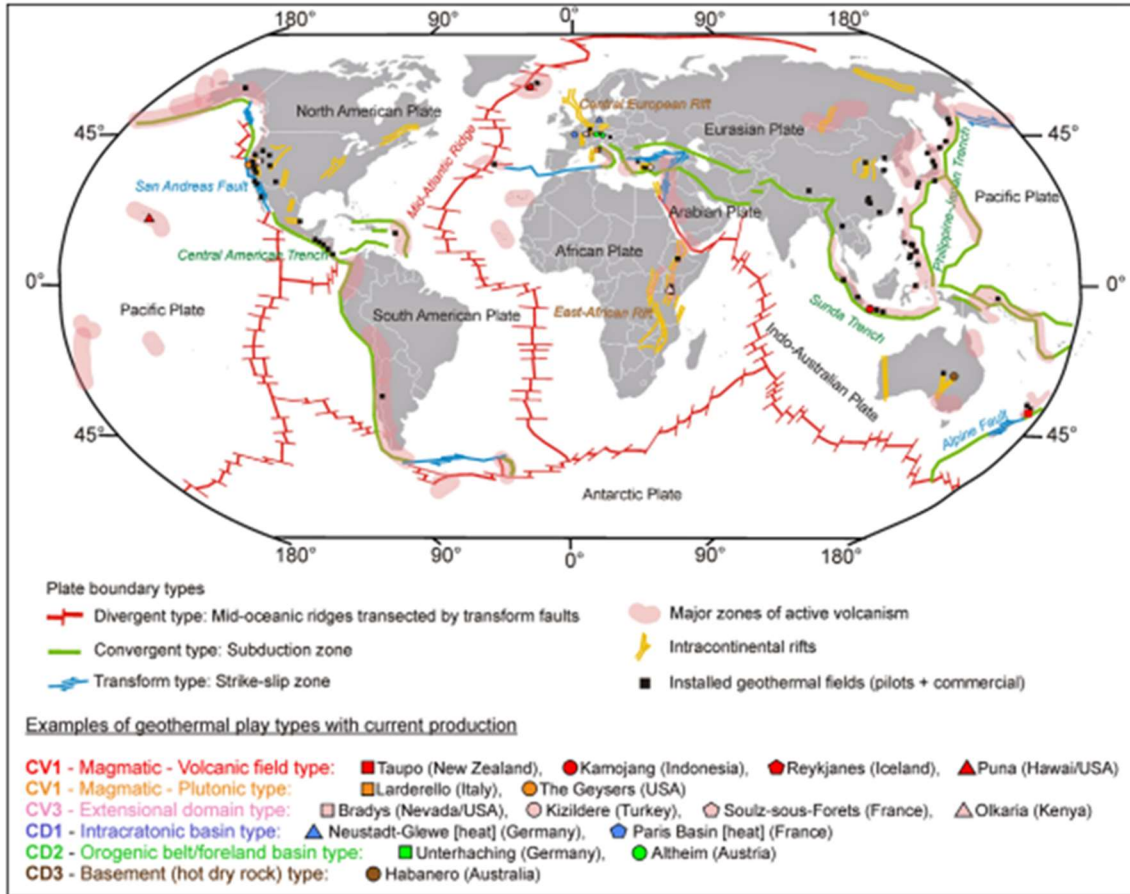 180° 90° 0° 90° 180°
North American Plate
Central European Rift
45° Eurasian Plate 45°
Mid-Atlantic Ridge
San Andreas Fault
Philippine-Japan Trench
Pacific Plate
Arabian Plate
African Plate
Central American Trench
0° 0°
Pacific Plate
South American Plate
East-African Rift
Sunda Trench
Indo-Australian Plate
Alpine Fault
45° 45°
Antarctic Plate
180° 90° 0° 90° 180°
Plate boundary types
Divergent type: Mid-oceanic ridges transected by transform faults
Major zones of active volcanism
Convergent type: Subduction zone
Intracontinental rifts
Transform type: Strike-slip zone
Installed geothermal fields (pilots + commercial)
Examples of geothermal play types with current production
CV1 - Magmatic - Volcanic field type: Taupo (New Zealand), Kamojang (Indonesia), Reykjanes (Iceland), Puna (Hawai/USA)
CV1 - Magmatic - Plutonic type: Larderello (Italy), The Geysers (USA)
CV3 - Extensional domain type: Bradys (Nevada/USA), Kizildere (Turkey), Soulz-sous-Forets (France), Olkaria (Kenya)
CD1 - Intracratonic basin type: Neustadt-Glewe [heat] (Germany), Paris Basin [heat] (France)
CD2 - Orogenic belt/foreland basin type: Unterhaching (Germany), Altheim (Austria)
CD3 - Basement (hot dry rock) type: Habanero (Australia)